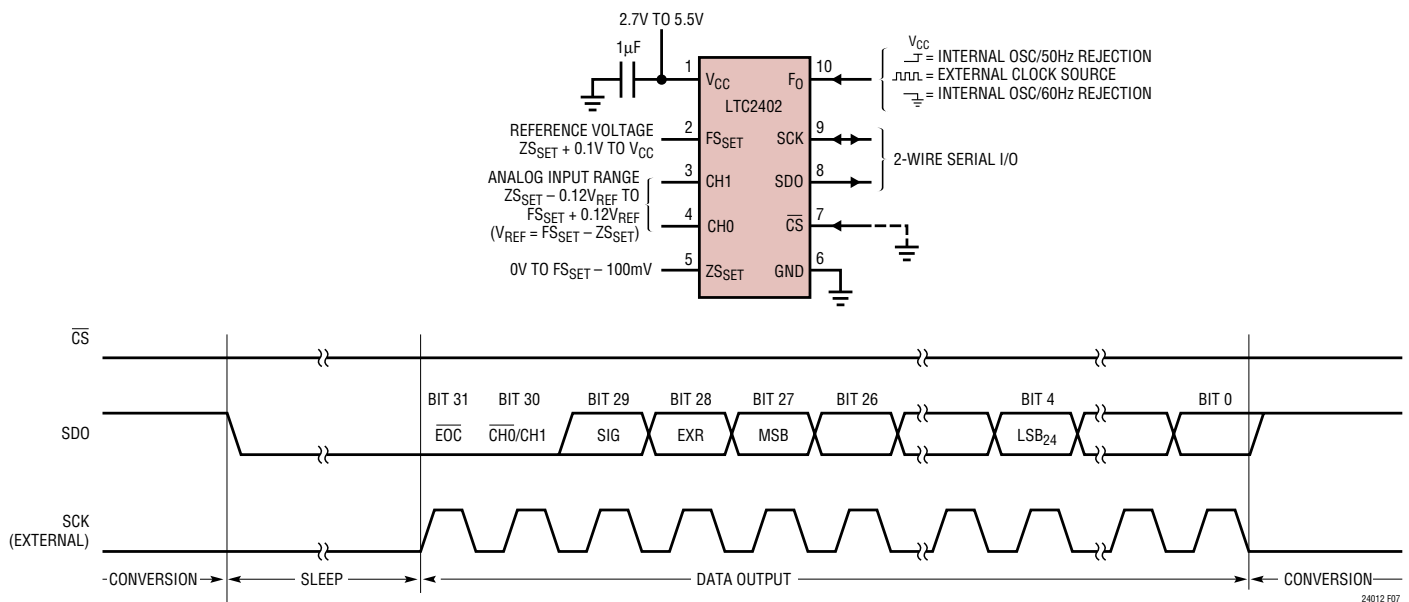 2.7V TO 5.5V
1µF
1
VCC
LTC2402
FO
10
VCC
= INTERNAL OSC/50Hz REJECTION
= EXTERNAL CLOCK SOURCE
= INTERNAL OSC/60Hz REJECTION
REFERENCE VOLTAGE
ZSSET + 0.1V TO VCC
2
FSSET
SCK
9
2-WIRE SERIAL I/O
ANALOG INPUT RANGE
ZSSET – 0.12VREF TO
FSSET + 0.12VREF
(VREF = FSSET – ZSSET)
3
CH1
SDO
8
4
CH0
CS
7
0V TO FSSET – 100mV
5
ZSSET
GND
6
CS
SDO
BIT 31
BIT 30
BIT 29
BIT 28
BIT 27
BIT 26
BIT 4
BIT 0
EOC
CH0/CH1
SIG
EXR
MSB
LSB24
SCK
(EXTERNAL)
CONVERSION
SLEEP
DATA OUTPUT
CONVERSION
24012 F07